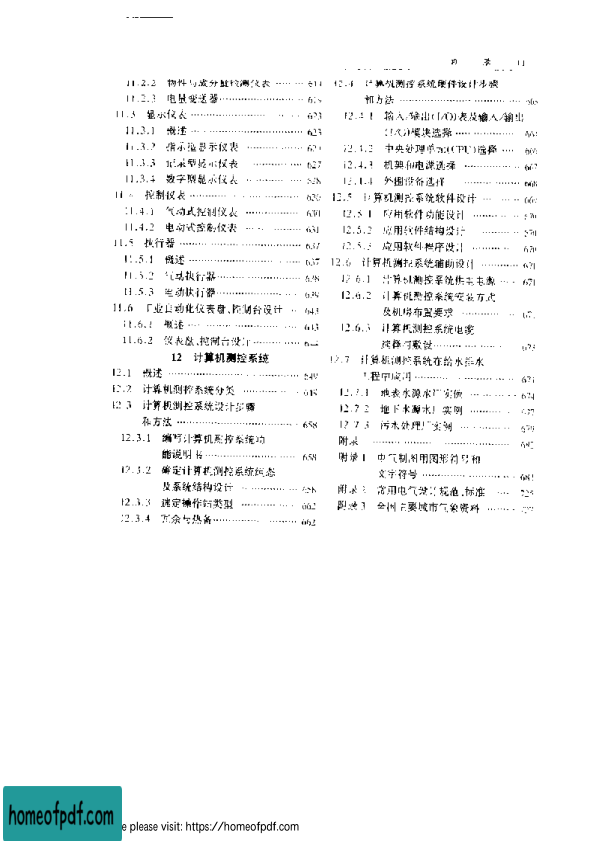 目 录 11
11.2.2 物性与成分量检测仪表
11.2.3 电量变送器
11.3 显示仪表 623
11.3.1 概述 623
11.3.2 指示型显示仪表
11.3.3 记录型显示仪表 627
11.3.4 数字型显示仪表
控制仪表
11.4.1 气动式控制仪表 630
11.4.2 电动式控制仪表 631
11.5 执行器 637
11.5.1 概述 637
11.5.2 气动执行器 638
11.5.3 电动执行器 639
11.6 工业自动化仪表盘、控制台设计 643
11.6.1 概述 643
11.6.2 仪表盘、控制台设计
12 计算机测控系统
12.1 概述 649
12.2 计算机测控系统分类 649
12.3 计算机测控系统设计步骤
和方法 658
12.3.1 编写计算机测控系统功
能说明书 658
12.3.2 确定计算机测控系统组态
及系统结构设计 658
12.3.3 选定操作站类型 662
12.3.4 冗余与热备 662
12.4 计算机测控系统硬件设计步骤
和方法 665
12.4.1 输入/输出(I/O)表及输入/输出
(I/O)模块选择
12.4.2 中央处理单元(CPU)选择
12.4.3 机架和电源选择 667
12.4.4 外围设备选择 668
12.5 计算机测控系统软件设计
12.5.1 应用软件功能设计
12.5.2 应用软件结构设计 670
12.5.3 应用软件程序设计 670
12.6 计算机测控系统辅助设计 671
12.6.1 计算机测控系统供电电源 671
12.6.2 计算机测控系统安装方式
及机房布置要求
12.6.3 计算机测控系统电缆
选择与敷设 673
12.7 计算机测控系统在给水排水
工程中应用
12.7.1 地表水源水厂实例 674
12.7.2 地下水源水厂实例
12.7.3 污水处理厂实例 679
附录
附录1 电气制图用图形符号和
文字符号
附录2 常用电气设计规范、标准
附录3 全国主要城市气象资料
homeofpdf.com
e please visit: https://homeofpdf.com